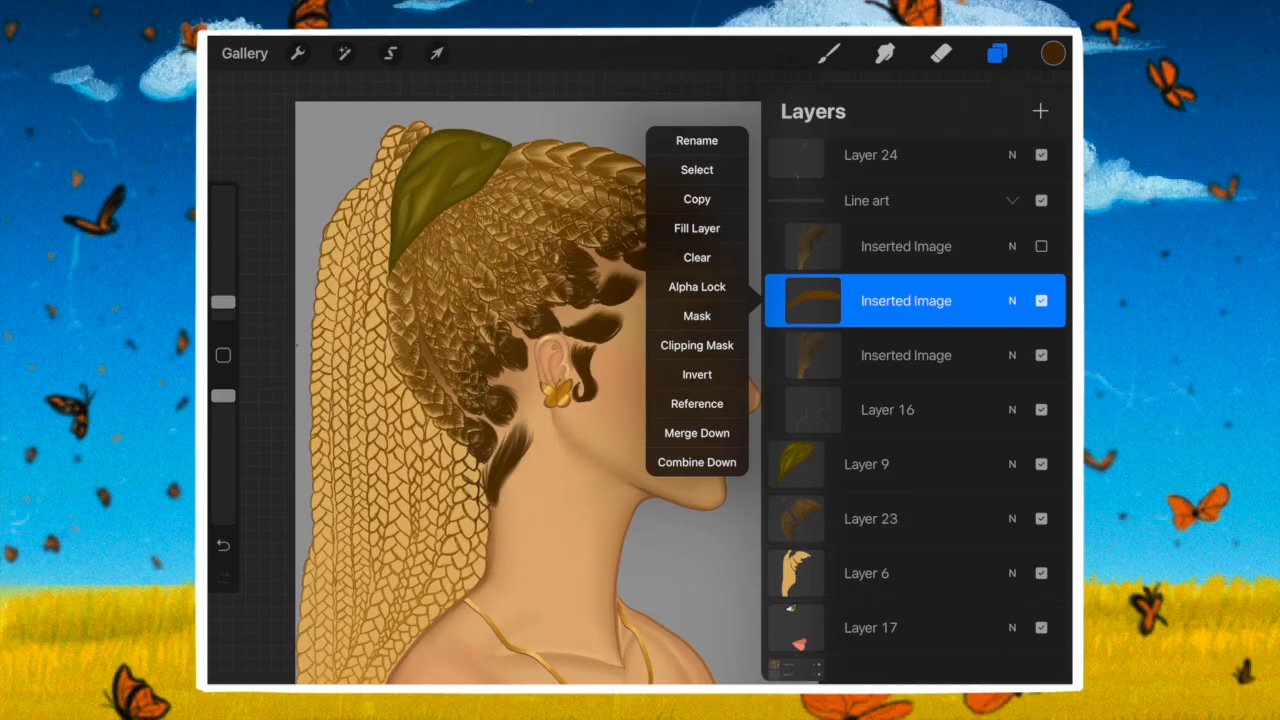 Gallery
Layers
Rename
Select
Copy
Fill Layer
Clear
Alpha Lock
Mask
Clipping Mask
Invert
Reference
Merge Down
Combine Down
Layer 24 N
Line art
Inserted Image N
Inserted Image N
Inserted Image N
Layer 16 N
Layer 9 N
Layer 23 N
Layer 6 N
Layer 17 N